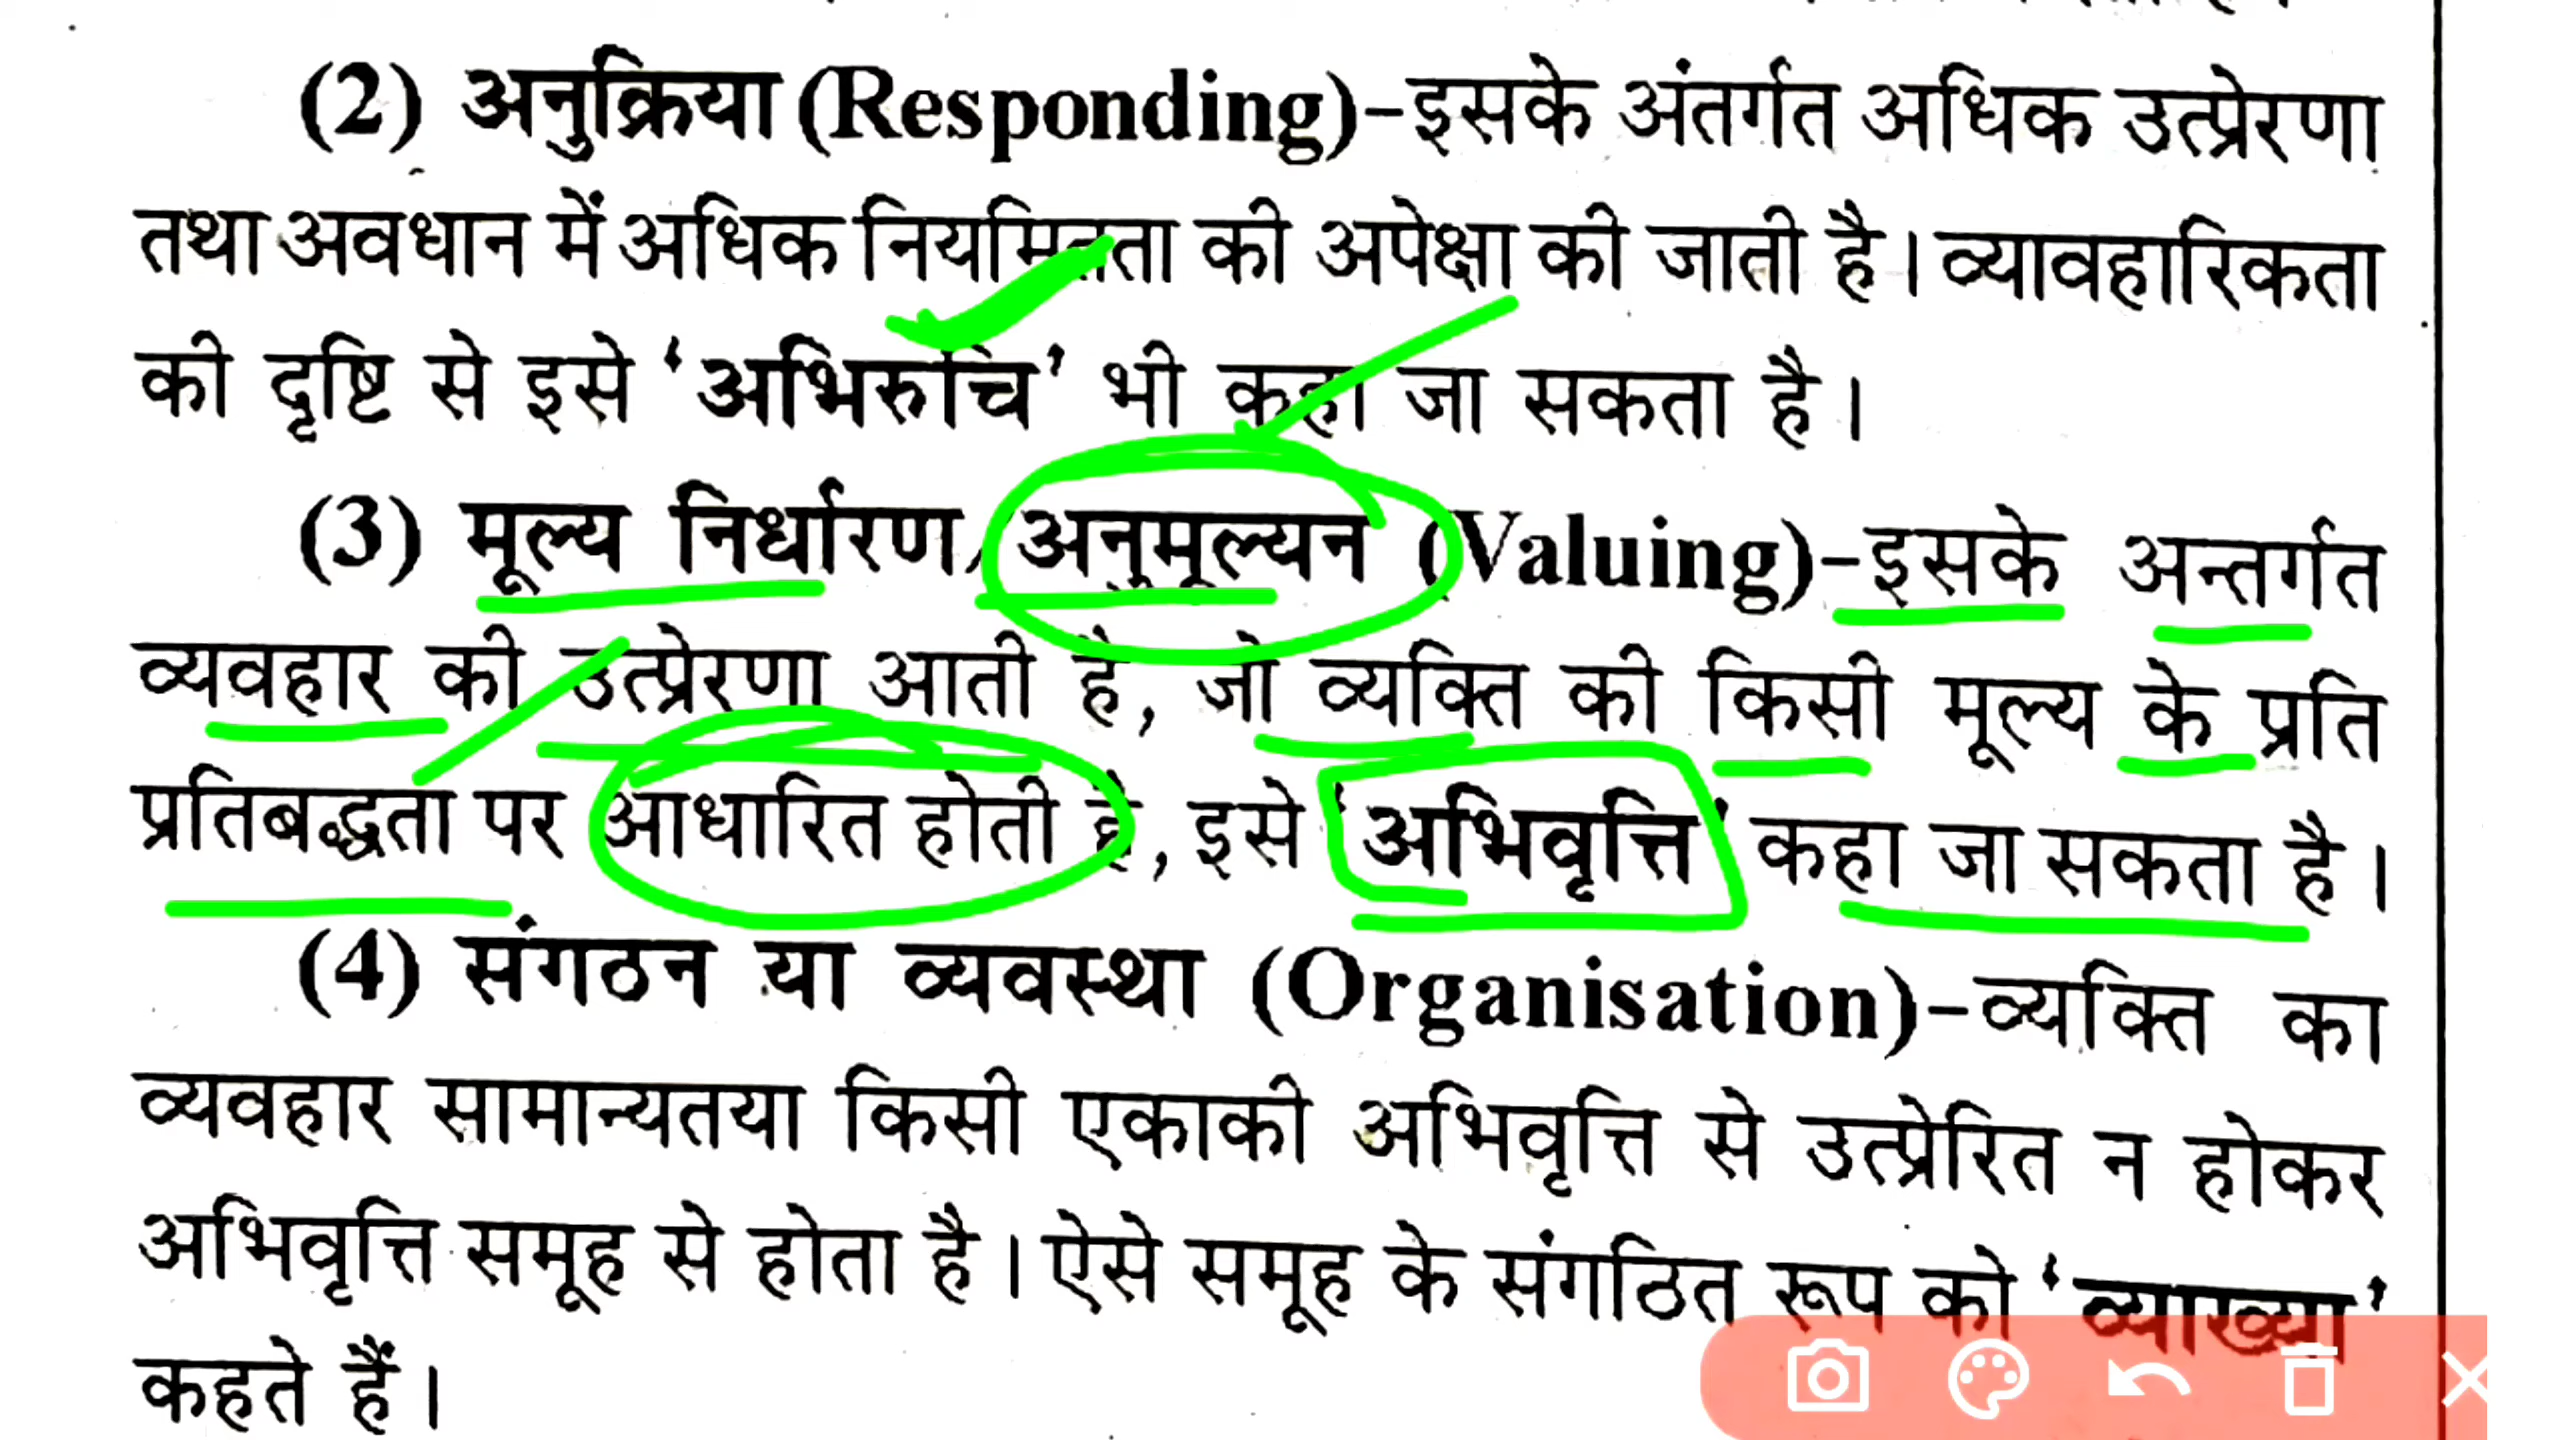 (2) अनुक्रिया (Responding)-इसके अंतर्गत अधिक उत्प्रेरणा
तथा अवधान में अधिक नियमितता की अपेक्षा की जाती है। व्यावहारिकता
की दृष्टि से इसे ‘अभिरुचि’ भी कहा जा सकता है।
(3) मूल्य निर्धारण/अनुमूल्यन (Valuing)-इसके अन्तर्गत
व्यवहार की उत्प्रेरणा आती है, जो व्यक्ति की किसी मूल्य के प्रति
प्रतिबद्धता पर आधारित होती है, इसे ‘अभिवृत्ति’ कहा जा सकता है।
(4) संगठन या व्यवस्था (Organisation)-व्यक्ति का
व्यवहार सामान्यतया किसी एकाकी अभिवृत्ति से उत्प्रेरित न होकर
अभिवृत्ति समूह से होता है। ऐसे समूह के संगठित रूप को ‘व्याख्या’
कहते हैं।